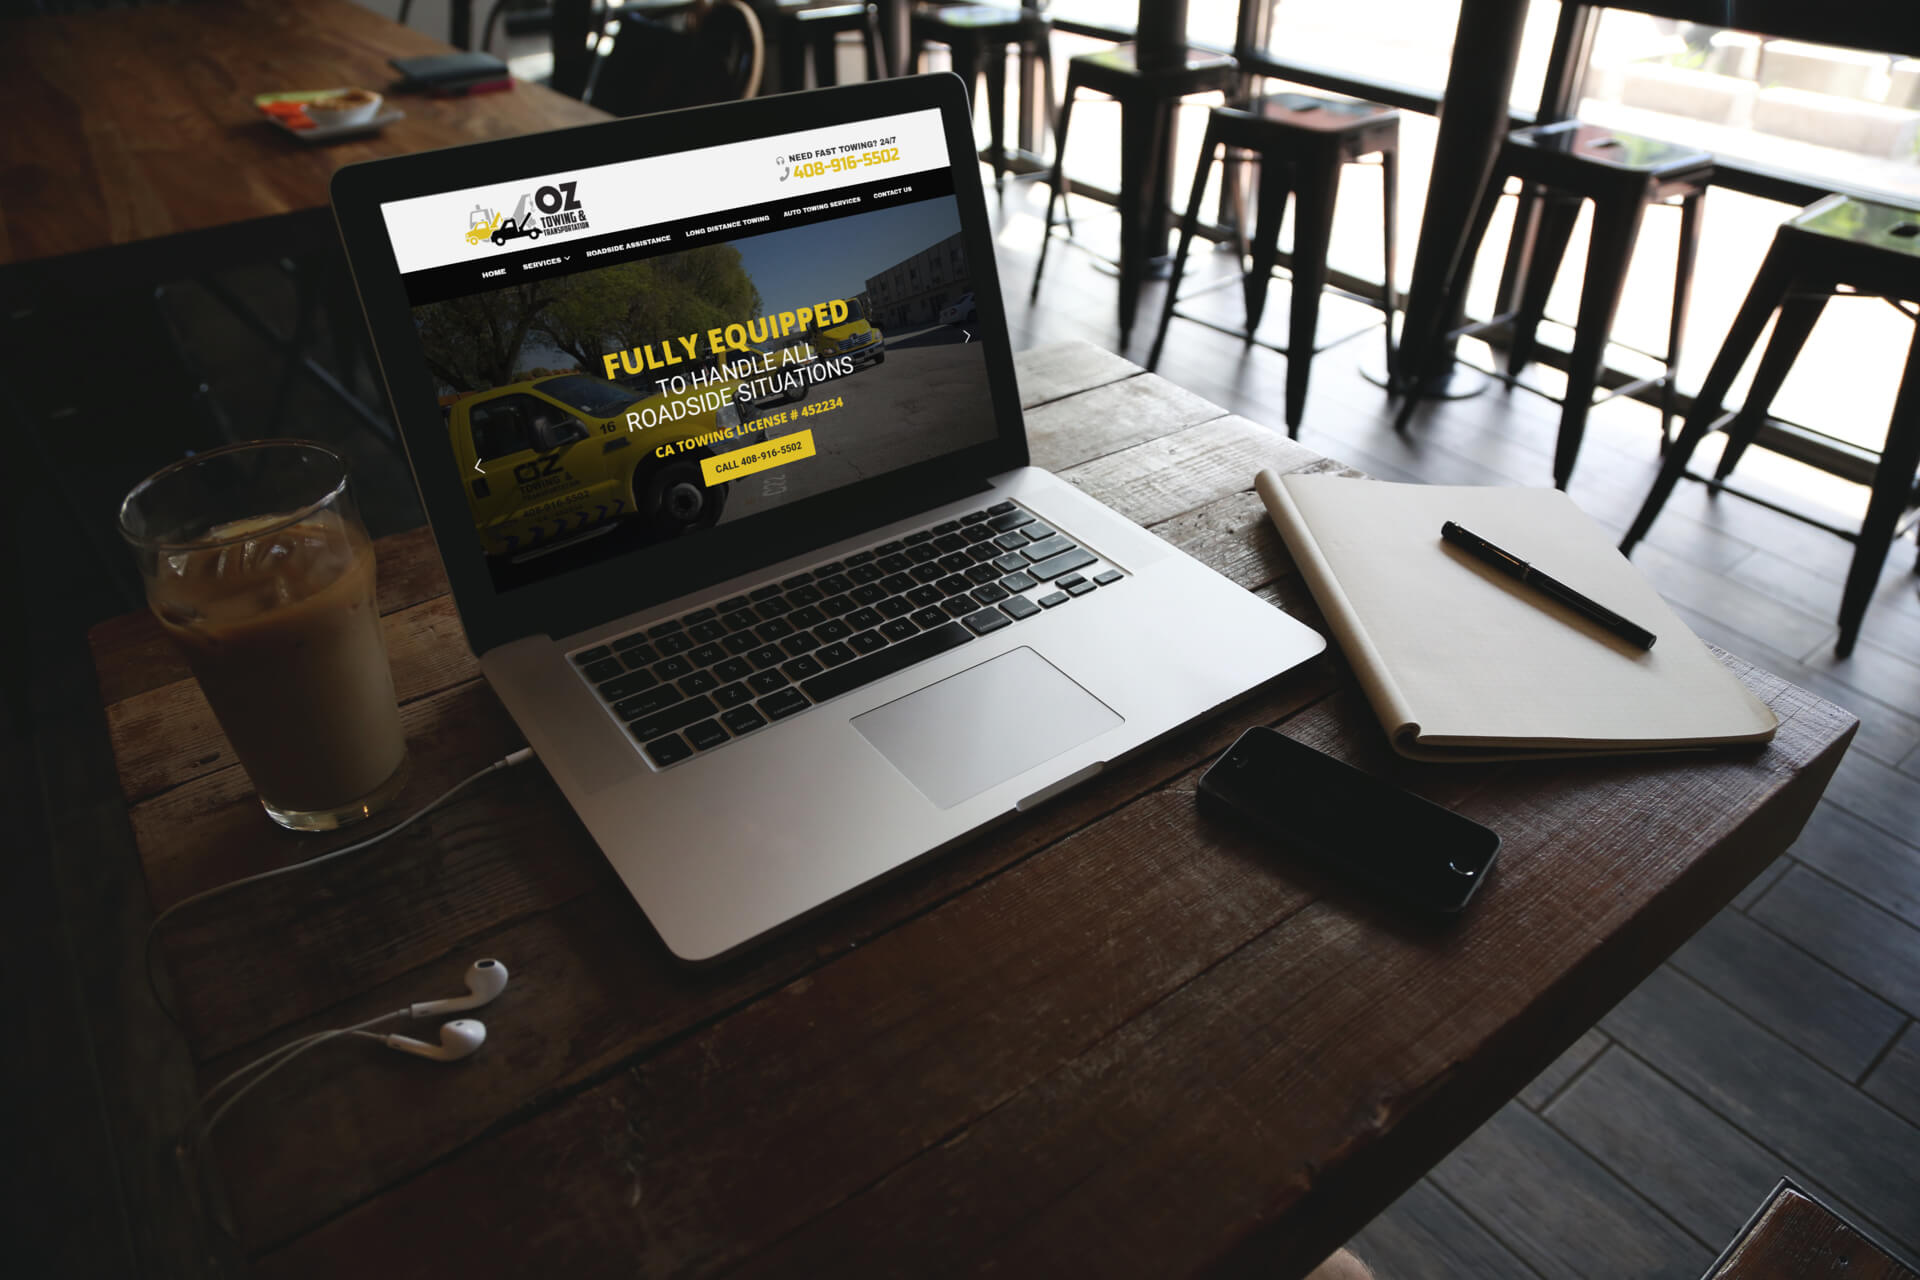 NEED FAST TOWING? 24/7
408-916-5502
OZ
TOWING &
TRANSPORTATION
HOME
SERVICES
ROADSIDE ASSISTANCE
LONG DISTANCE TOWING
AUTO TOWING SERVICES
CONTACT US
FULLY EQUIPPED
TO HANDLE ALL
ROADSIDE SITUATIONS
CA TOWING LICENSE # 452234
CALL 408-916-5502
16
OZ
TOWING &
TRANSPORTATION
408-916-5502